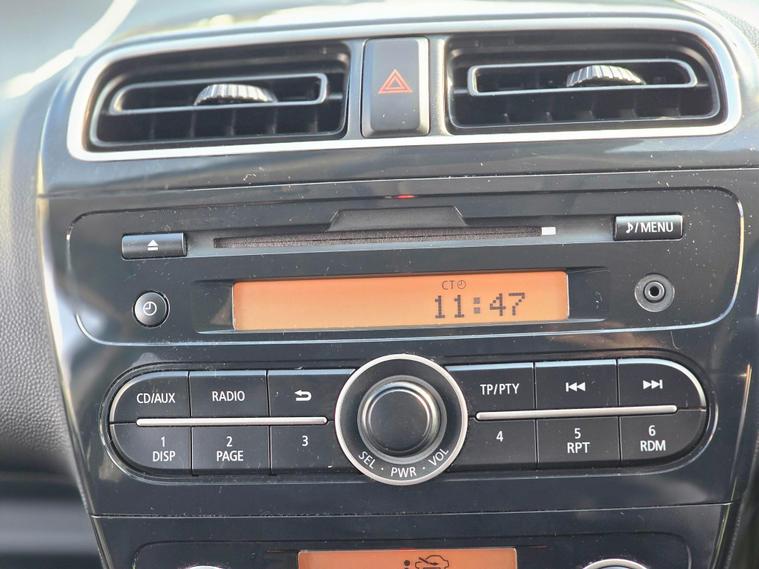 ♪/MENU
CT
11:47
CD/AUX RADIO TP/PTY
1 2 3 4 5 6
DISP PAGE RPT RDM
SEL · PWR · VOL